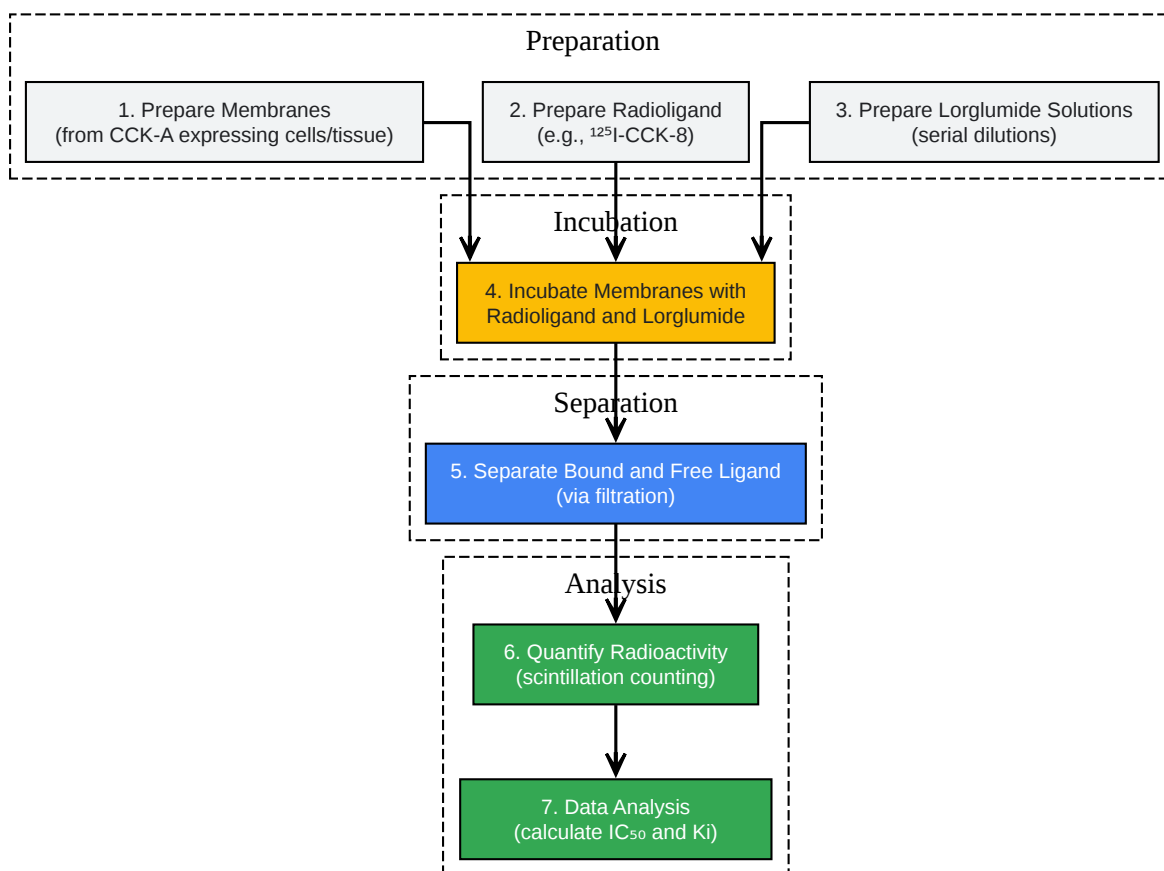 Preparation
1. Prepare Membranes
(from CCK-A expressing cells/tissue)
2. Prepare Radioligand
(e.g., ¹²⁵I-CCK-8)
3. Prepare Lorglumide Solutions
(serial dilutions)
Incubation
4. Incubate Membranes with
Radioligand and Lorglumide
Separation
5. Separate Bound and Free Ligand
(via filtration)
Analysis
6. Quantify Radioactivity
(scintillation counting)
7. Data Analysis
(calculate IC₅₀ and Ki)